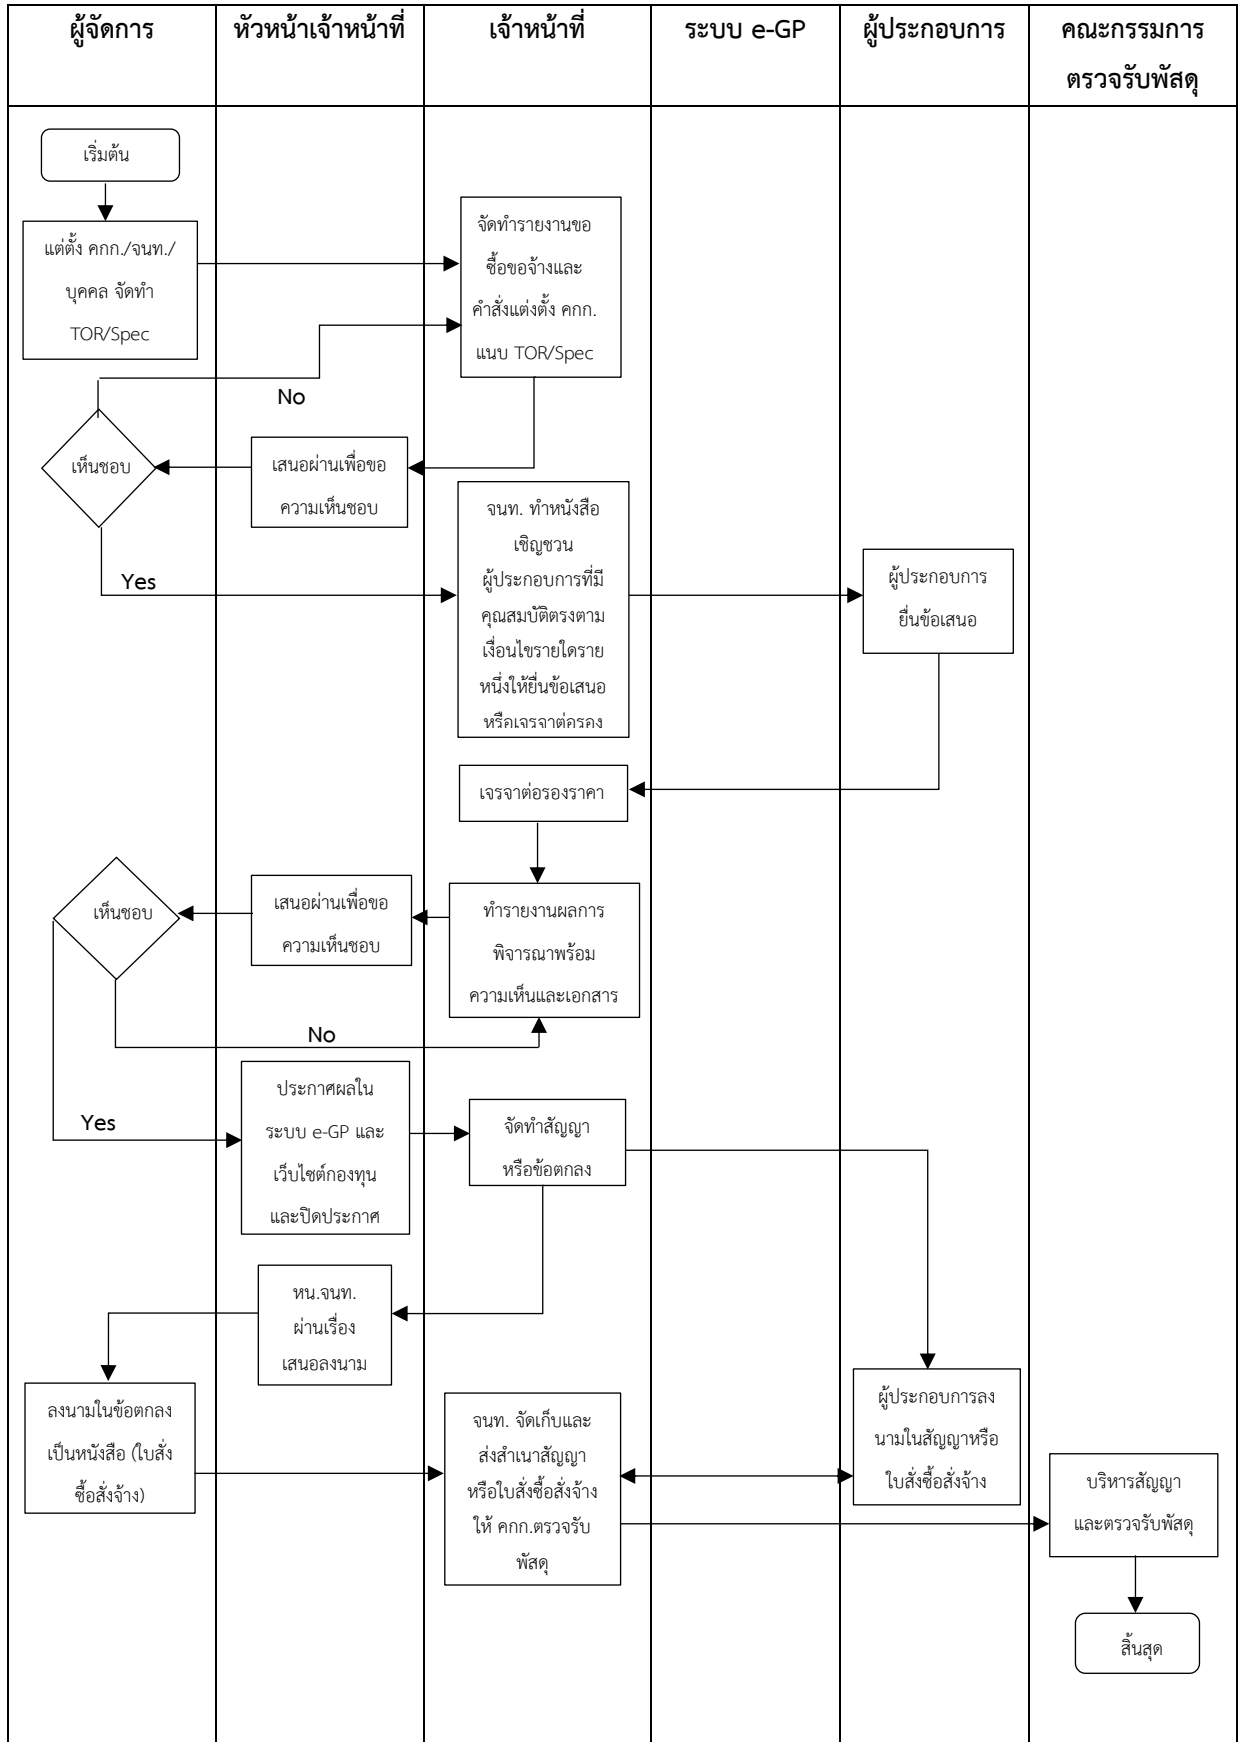 ผู้จัดการ
หัวหน้าเจ้าหน้าที่
เจ้าหน้าที่
ระบบ e-GP
ผู้ประกอบการ
คณะกรรมการ
ตรวจรับพัสดุ
เริ่มต้น
แต่ตั้ง คกก./จนท./
บุคคล จัดทำ
TOR/Spec
จัดทำรายงานขอ
ซื้อขอจ้างและ
คำสั่งแต่งตั้ง คกก.
แนบ TOR/Spec
No
เห็นชอบ
เสนอผ่านเพื่อขอ
ความเห็นชอบ
Yes
จนท. ทำหนังสือ
เชิญชวน
ผู้ประกอบการที่มี
คุณสมบัติตรงตาม
เงื่อนไขรายใดราย
หนึ่งให้ยื่นข้อเสนอ
หรือเจรจาต่อรอง
ผู้ประกอบการ
ยื่นข้อเสนอ
เจรจาต่อรองราคา
เห็นชอบ
เสนอผ่านเพื่อขอ
ความเห็นชอบ
ทำรายงานผลการ
พิจารณาพร้อม
ความเห็นและเอกสาร
No
Yes
ประกาศผลใน
ระบบ e-GP และ
เว็บไซต์กองทุน
และปิดประกาศ
จัดทำสัญญา
หรือข้อตกลง
หน.จนท.
ผ่านเรื่อง
เสนอลงนาม
ลงนามในข้อตกลง
เป็นหนังสือ (ใบสั่ง
ซื้อสั่งจ้าง)
จนท. จัดเก็บและ
ส่งสำเนาสัญญา
หรือใบสั่งซื้อสั่งจ้าง
ให้ คกก.ตรวจรับ
พัสดุ
ผู้ประกอบการลง
นามในสัญญาหรือ
ใบสั่งซื้อสั่งจ้าง
บริหารสัญญา
และตรวจรับพัสดุ
สิ้นสุด